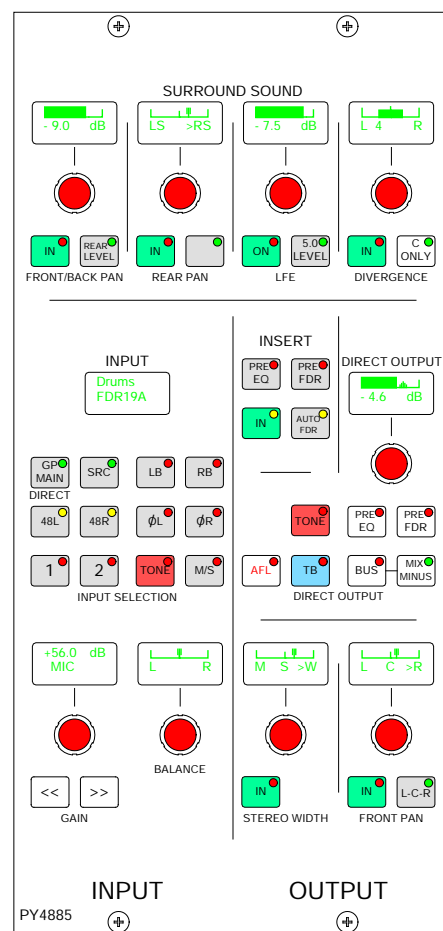 SURROUND SOUND
- 9.0 dB
LS >RS
- 7.5 dB
L 4 R
IN
REAR LEVEL
IN
ON
5.0 LEVEL
IN
C ONLY
FRONT/BACK PAN
REAR PAN
LFE
DIVERGENCE
INPUT
Drums
FDR19A
INSERT
PRE EQ
PRE FDR
IN
AUTO FDR
DIRECT OUTPUT
- 4.6 dB
GP MAIN
SRC
LB
RB
DIRECT
48L
48R
ϕL
ϕR
1
2
TONE
M/S
INPUT SELECTION
TONE
PRE EQ
PRE FDR
AFL
TB
BUS
MIX MINUS
DIRECT OUTPUT
+56.0 dB
MIC
L R
BALANCE
<<
>>
GAIN
M S >W
L C >R
IN
IN
L-C-R
STEREO WIDTH
FRONT PAN
INPUT
OUTPUT
PY4885